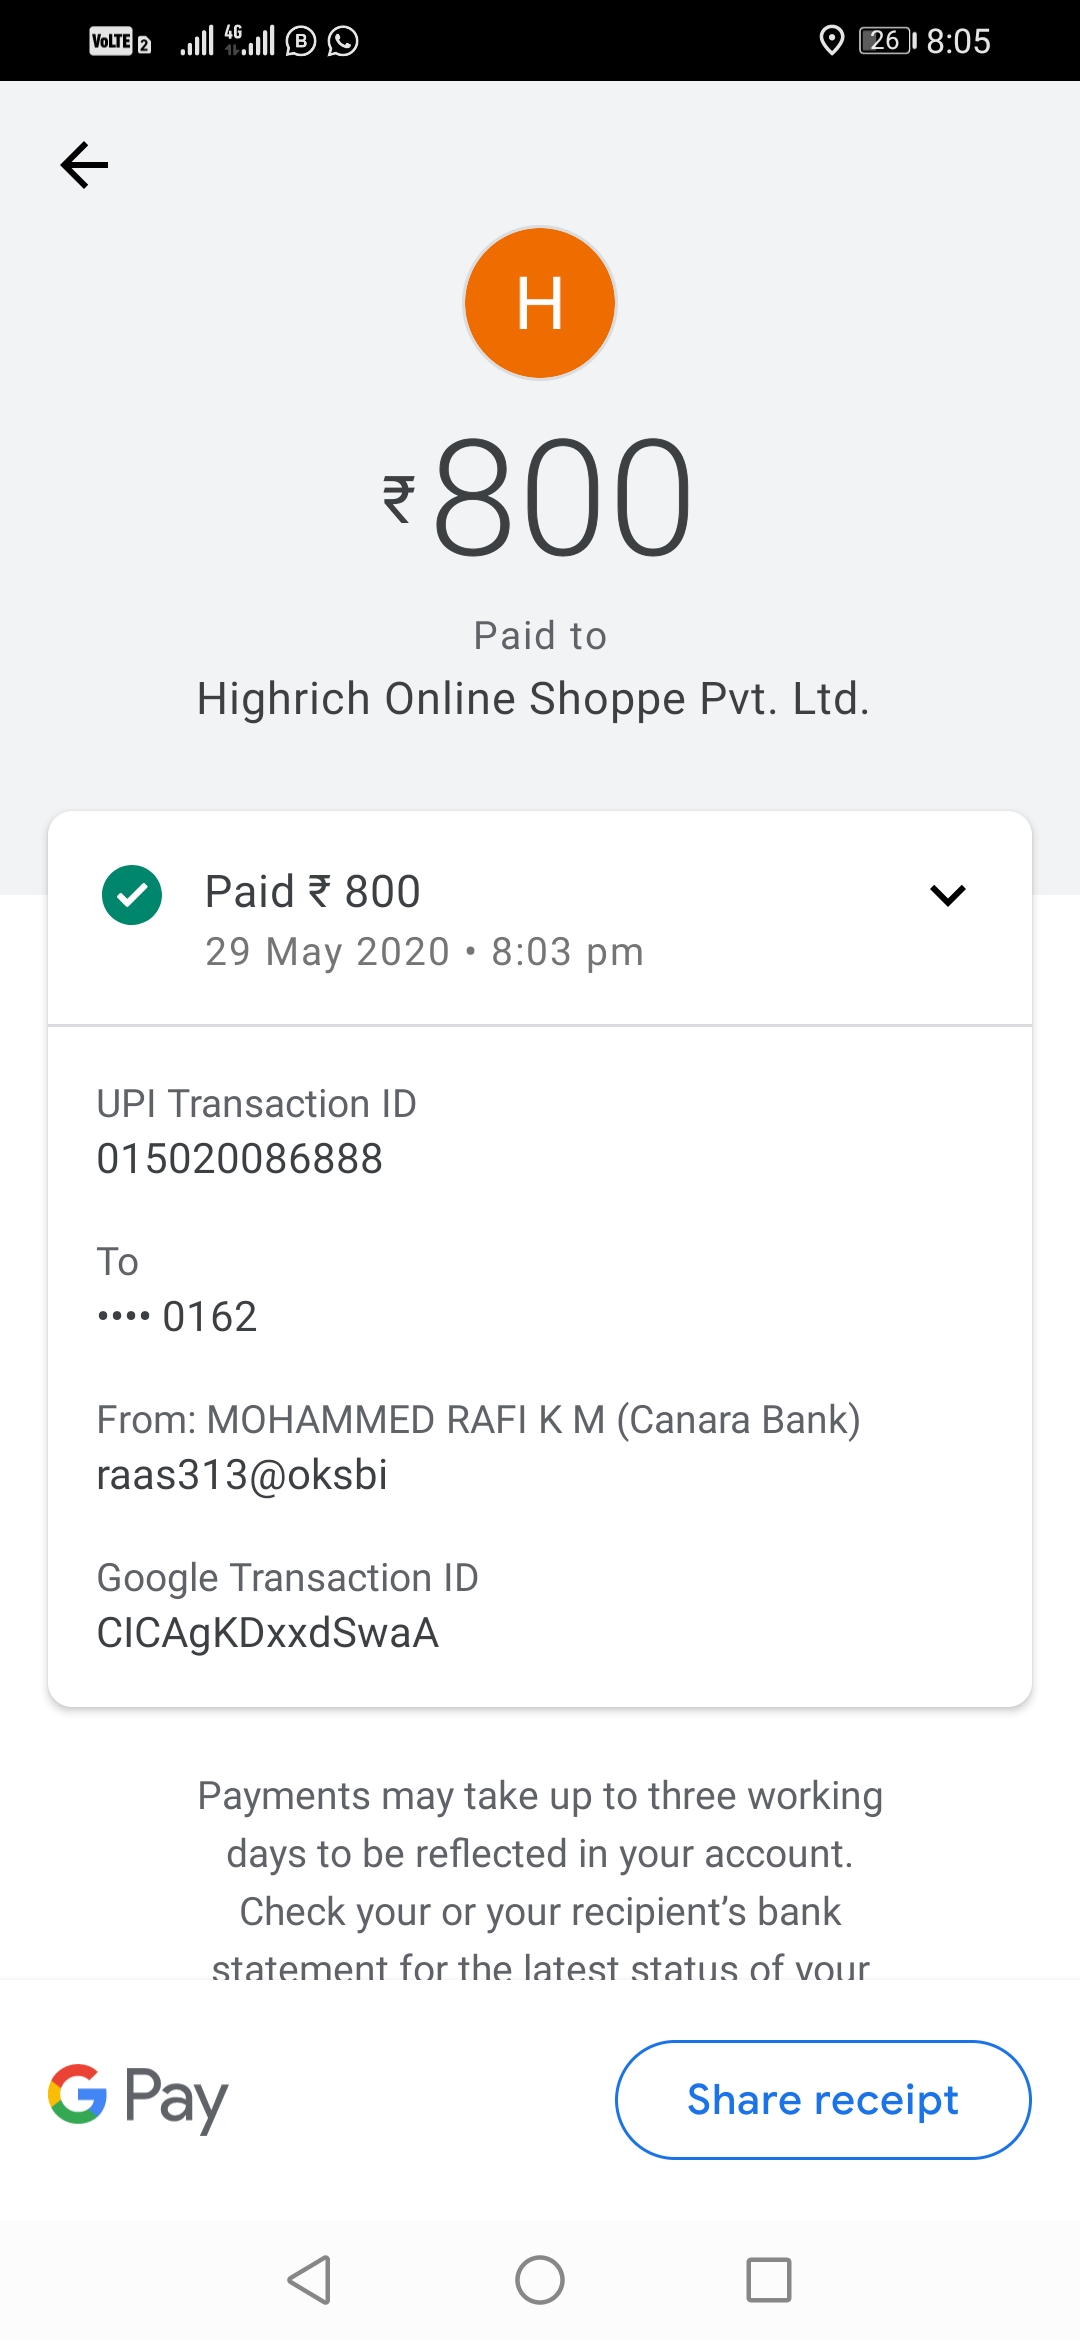 VoLTE 2 4G B 26 8:05
H
₹800
Paid to
Highrich Online Shoppe Pvt. Ltd.
Paid ₹ 800
29 May 2020 • 8:03 pm
UPI Transaction ID
015020086888
To
•••• 0162
From: MOHAMMED RAFI K M (Canara Bank)
raas313@oksbi
Google Transaction ID
CICAgKDxxdSwaA
Payments may take up to three working
days to be reflected in your account.
Check your or your recipient’s bank
statement for the latest status of your
G Pay
Share receipt